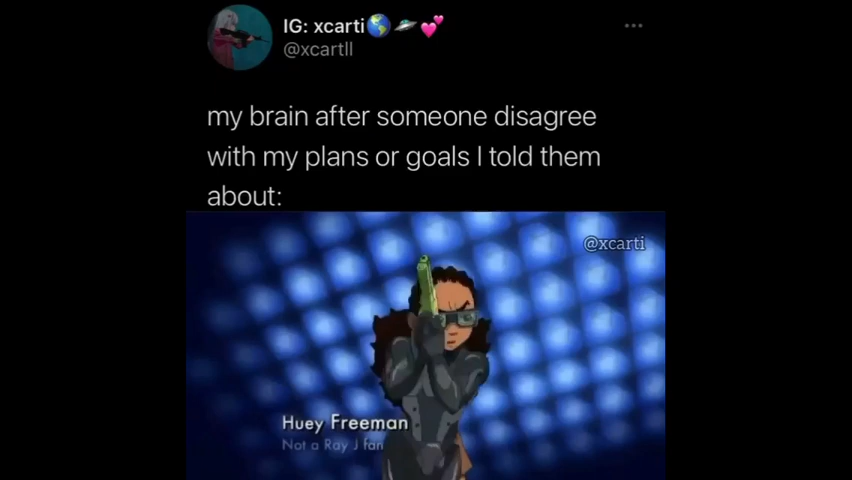 IG: xcarti🌎🛸💕
@xcartll
my brain after someone disagree
with my plans or goals I told them
about:
@xcarti
Huey Freeman
Not a Ray J fan